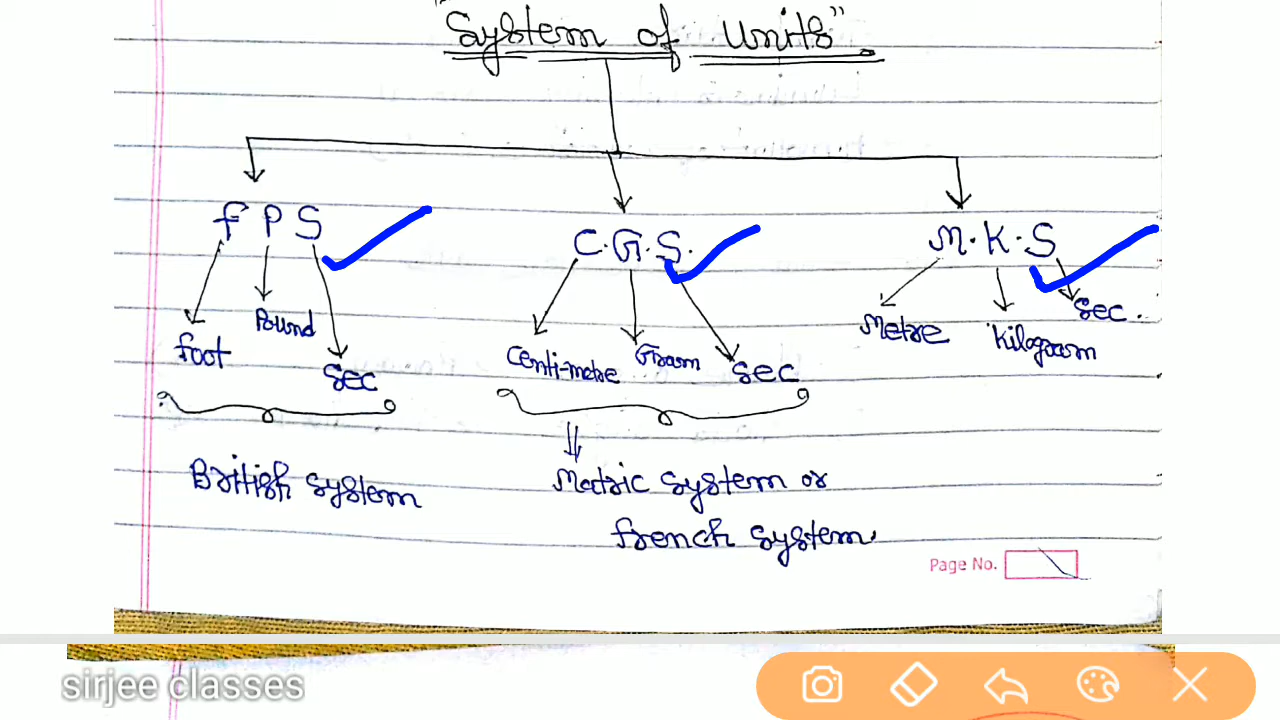 "System of Units".
F P S
C.G.S.
M.K.S
foot
Pound
Sec
Centi-metre
Gram
Sec
Metre
Kilogram
Sec.
British system
Matric system or
french system.
Page No.
sirjee classes